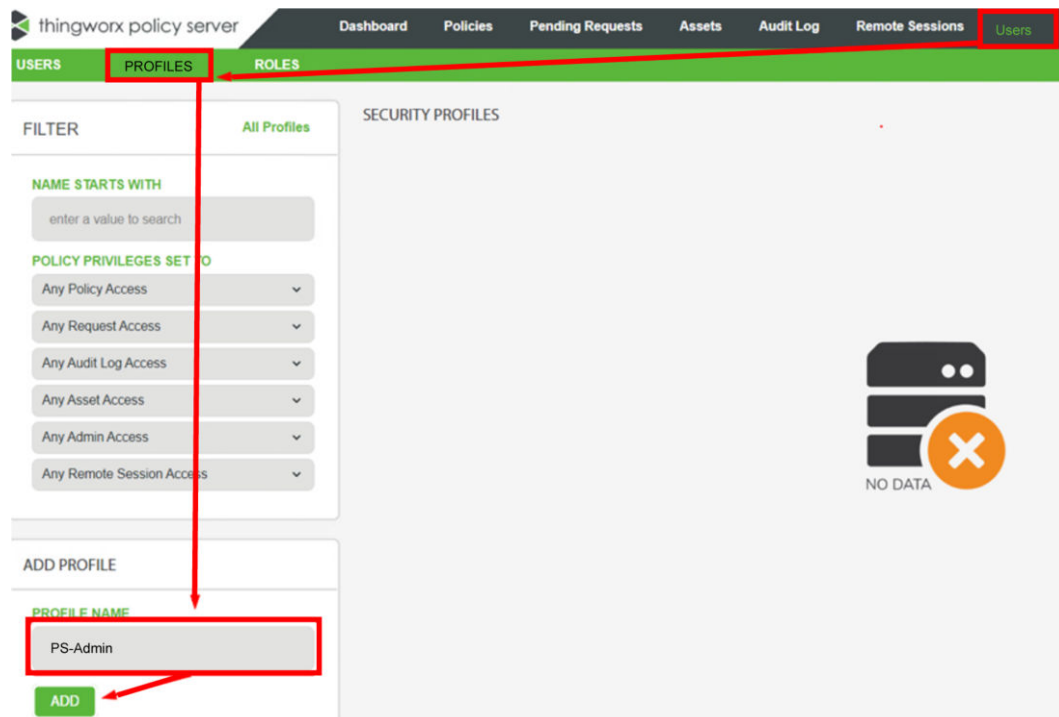 thingworx policy server
Dashboard Policies Pending Requests Assets Audit Log Remote Sessions Users
USERS PROFILES ROLES
FILTER All Profiles
SECURITY PROFILES
NAME STARTS WITH
enter a value to search
POLICY PRIVILEGES SET TO
Any Policy Access
Any Request Access
Any Audit Log Access
Any Asset Access
Any Admin Access
Any Remote Session Access
NO DATA
ADD PROFILE
PROFILE NAME
PS-Admin
ADD